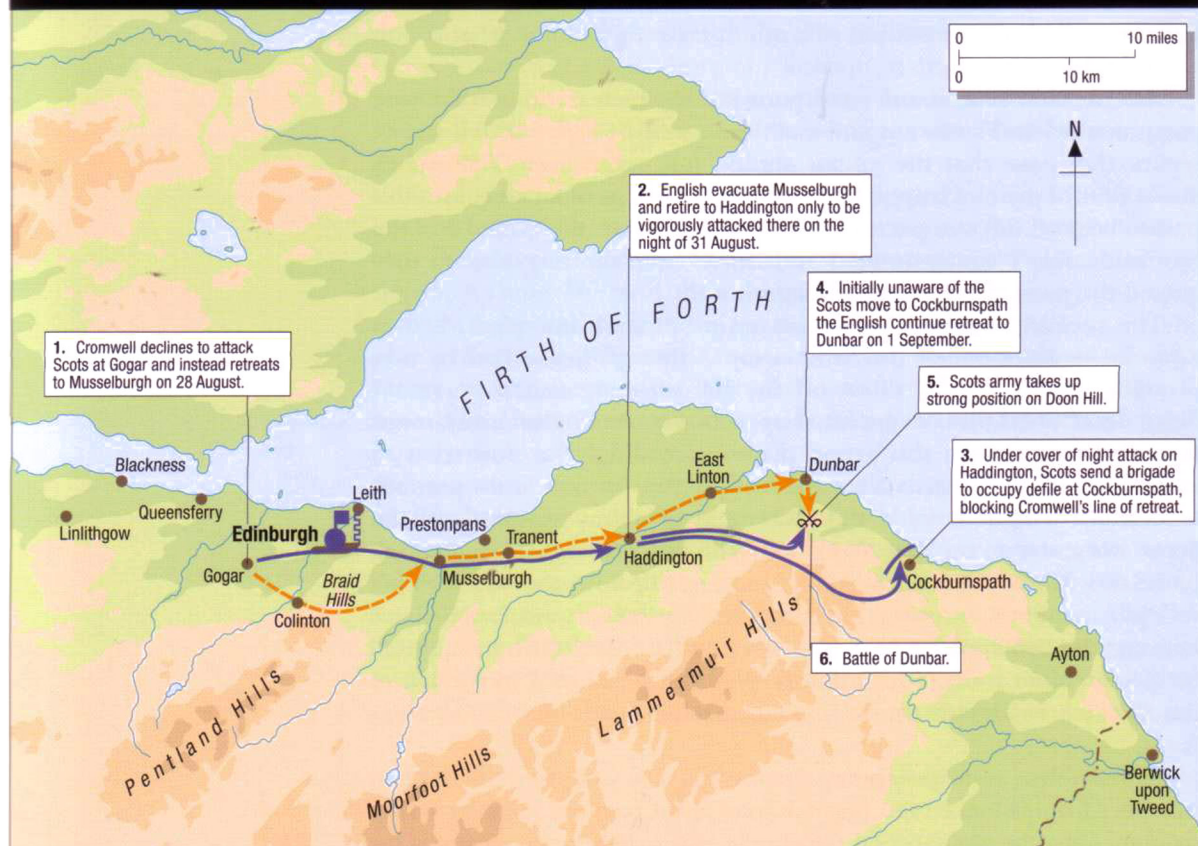 0 10 miles
0 10 km
N
2. English evacuate Musselburgh
and retire to Haddington only to be
vigorously attacked there on the
night of 31 August.
4. Initially unaware of the
Scots move to Cockburnspath
the English continue retreat to
Dunbar on 1 September.
1. Cromwell declines to attack
Scots at Gogar and instead retreats
to Musselburgh on 28 August.
FIRTH OF FORTH
5. Scots army takes up
strong position on Doon Hill.
3. Under cover of night attack on
Haddington, Scots send a brigade
to occupy defile at Cockburnspath,
blocking Cromwell's line of retreat.
Blackness
Linlithgow
Queensferry
Leith
Edinburgh
Gogar
Braid
Hills
Colinton
Prestonpans
Tranent
Musselburgh
East
Linton
Dunbar
Haddington
Cockburnspath
6. Battle of Dunbar.
Pentland Hills
Moorfoot Hills
Lammermuir Hills
Ayton
Berwick
upon
Tweed